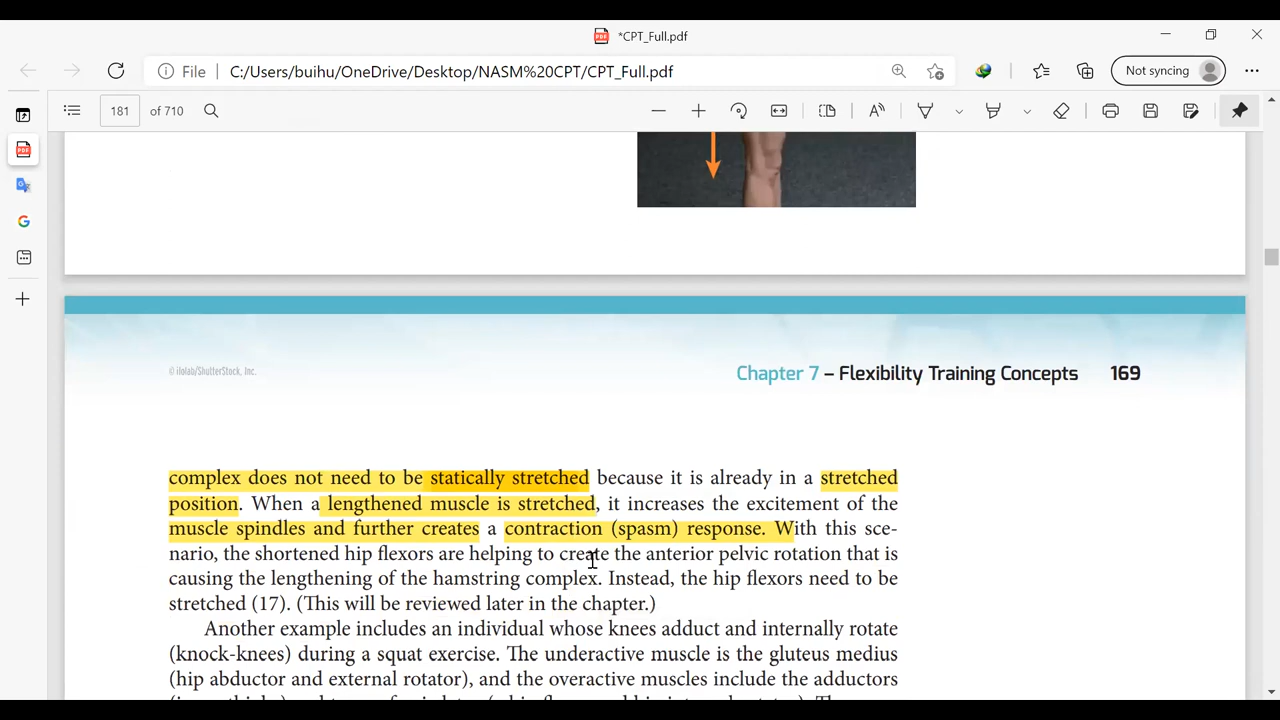 *CPT_Full.pdf
File C:/Users/buihu/OneDrive/Desktop/NASM%20CPT/CPT_Full.pdf Not syncing
181 of 710
© ilolab/ShutterStock, Inc.
Chapter 7 – Flexibility Training Concepts 169
complex does not need to be statically stretched because it is already in a stretched
position. When a lengthened muscle is stretched, it increases the excitement of the
muscle spindles and further creates a contraction (spasm) response. With this sce-
nario, the shortened hip flexors are helping to create the anterior pelvic rotation that is
causing the lengthening of the hamstring complex. Instead, the hip flexors need to be
stretched (17). (This will be reviewed later in the chapter.)
Another example includes an individual whose knees adduct and internally rotate
(knock-knees) during a squat exercise. The underactive muscle is the gluteus medius
(hip abductor and external rotator), and the overactive muscles include the adductors